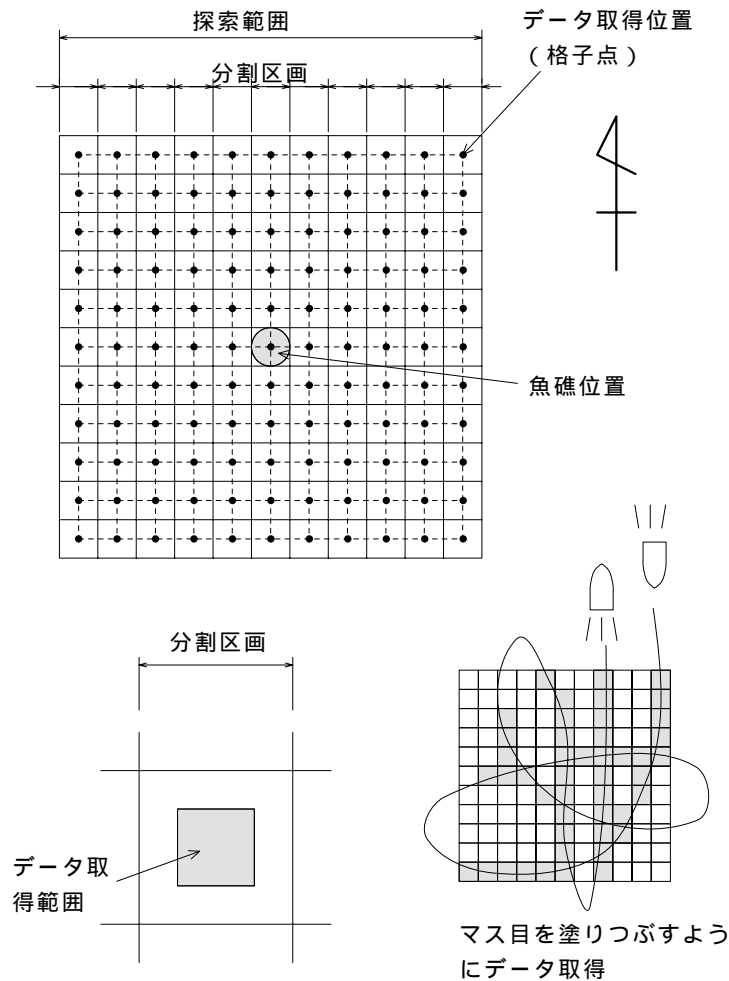 探索範囲
データ取得位置
（格子点）
分割区画
魚礁位置
分割区画
データ取
得範囲
マス目を塗りつぶすよう
にデータ取得